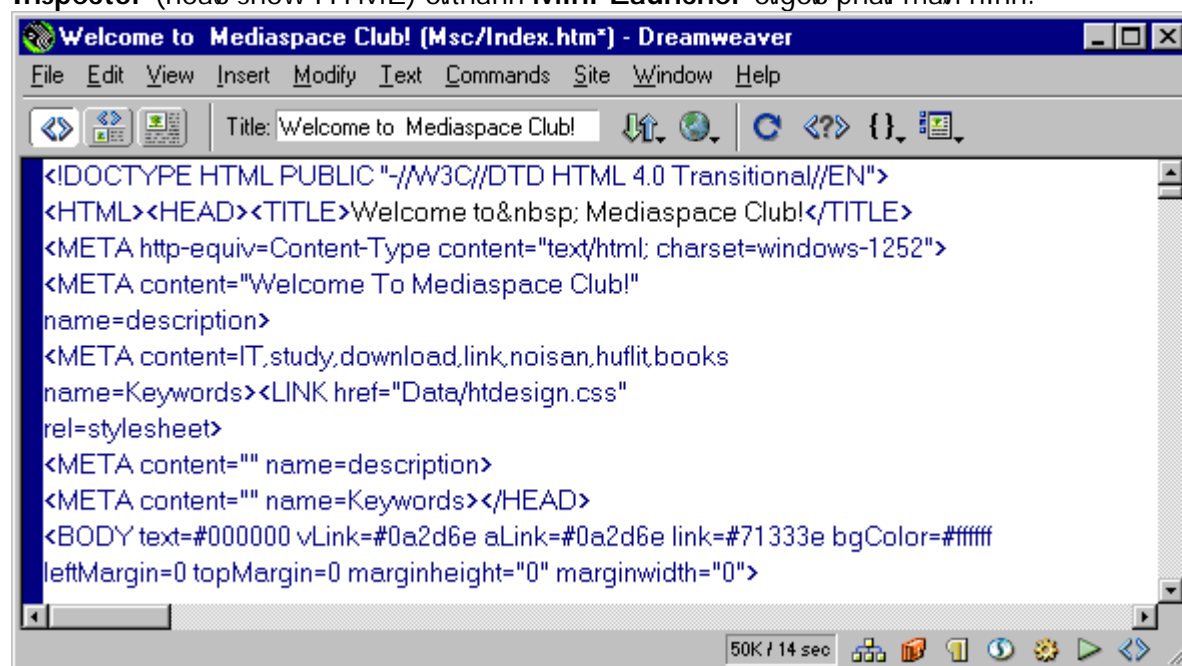 Welcome to Mediaspace Club! (Msc/Index.htm*) - Dreamweaver
File Edit View Insert Modify Text Commands Site Window Help
Title: Welcome to Mediaspace Club!
<!DOCTYPE HTML PUBLIC "-//W3C//DTD HTML 4.0 Transitional//EN">
<HTML><HEAD><TITLE>Welcome to&nbsp; Mediaspace Club!</TITLE>
<META http-equiv=Content-Type content="text/html; charset=windows-1252">
<META content="Welcome To Mediaspace Club!"
name=description>
<META content=IT,study,download,link,noisan,huflit,books
name=Keywords><LINK href="Data/htdesign.css"
rel=stylesheet>
<META content="" name=description>
<META content="" name=Keywords></HEAD>
<BODY text=#000000 vLink=#0a2d6e aLink=#0a2d6e link=#71333e bgColor=#ffffff
leftMargin=0 topMargin=0 marginheight="0" marginwidth="0">
50K / 14 sec